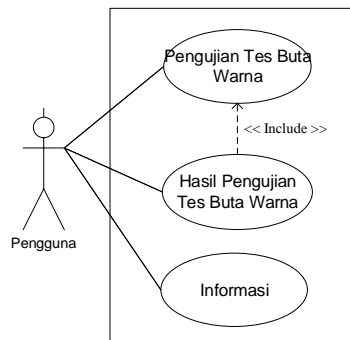 Pengujian Tes Buta
Warna
<< Include >>
Hasil Pengujian
Tes Buta Warna
Pengguna
Informasi